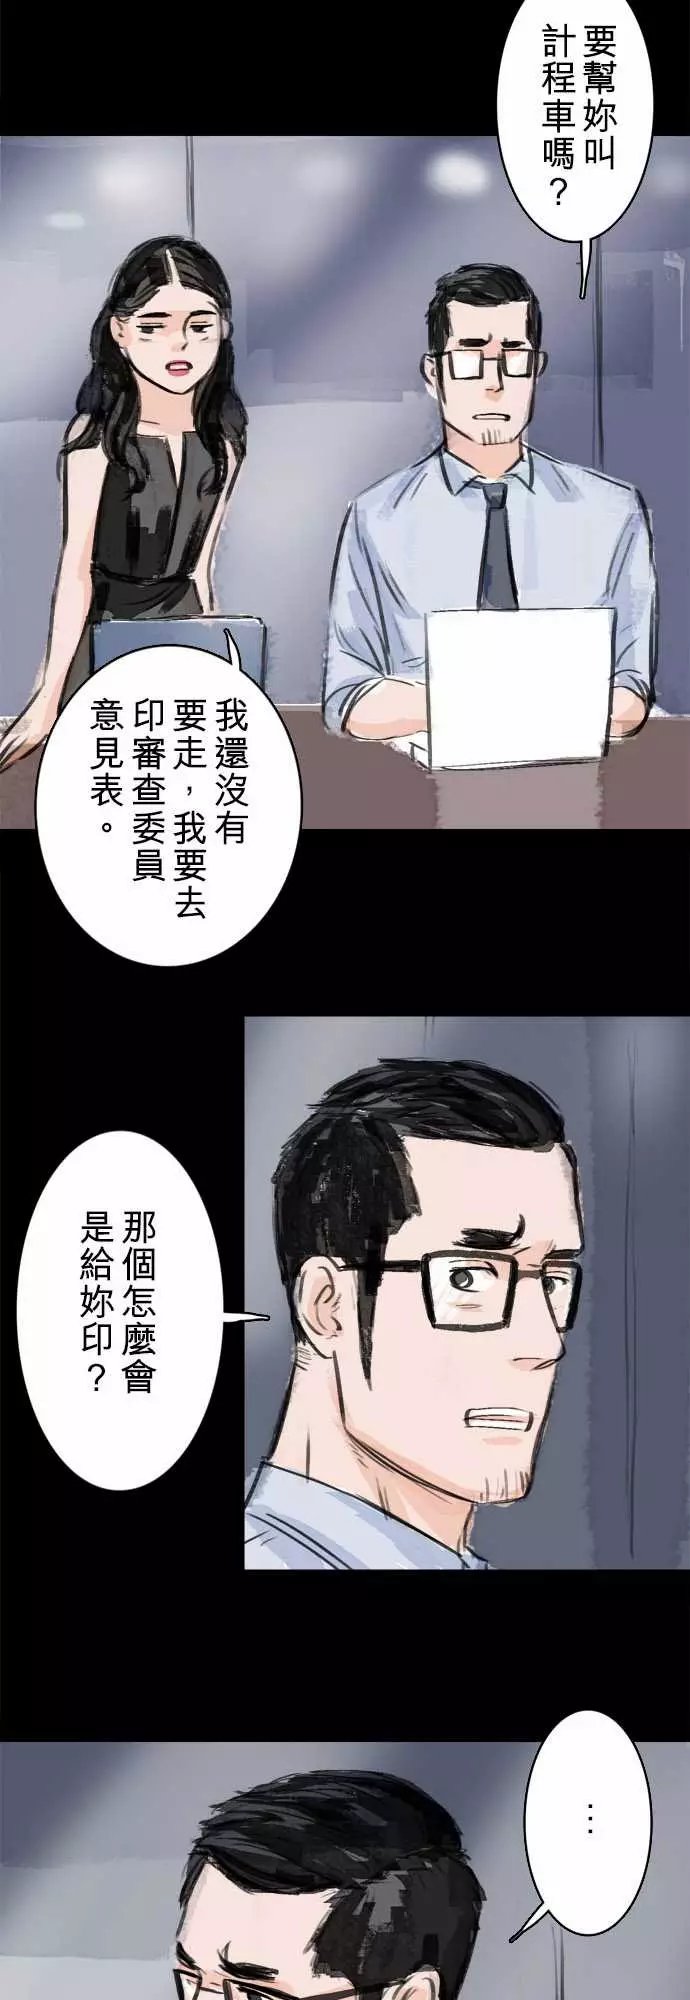 要幫妳叫
計程車嗎？
我還沒有
要走，我要去
印審查委員
意見表。
那個怎麼會
是給妳印？
…